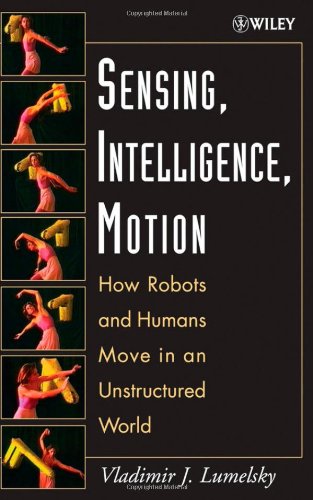 WILEY
SENSING,
INTELLIGENCE,
MOTION
How Robots
and Humans
Move in an
Unstructured
World
Vladimir J. Lumelsky